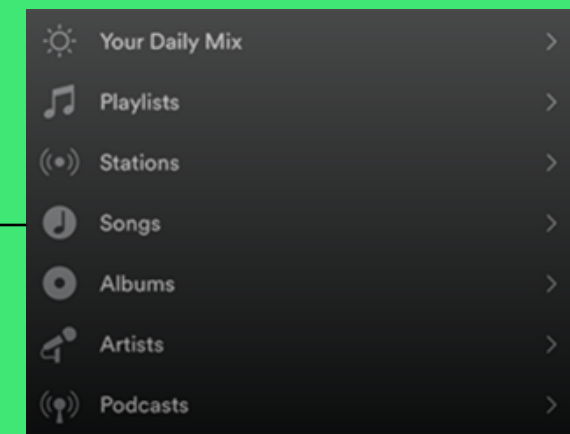 Your Daily Mix
Playlists
Stations
Songs
Albums
Artists
Podcasts